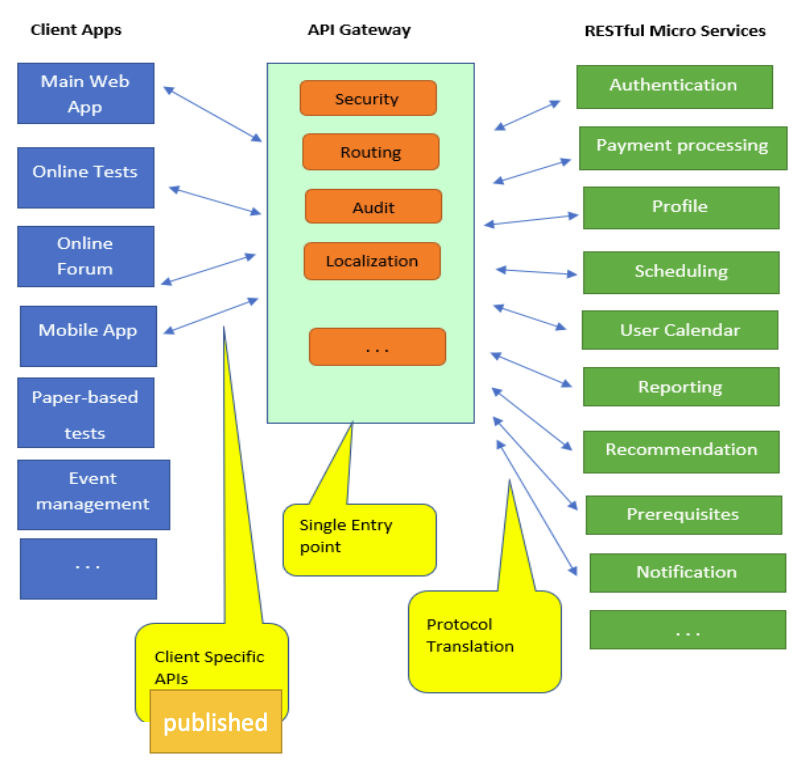 Client Apps
API Gateway
RESTful Micro Services
Main Web
App
Online Tests
Online
Forum
Mobile App
Paper-based
tests
Event
management
. . .
Security
Routing
Audit
Localization
. . .
Authentication
Payment processing
Profile
Scheduling
User Calendar
Reporting
Recommendation
Prerequisites
Notification
. . .
Single Entry
point
Protocol
Translation
Client Specific
APIs
published